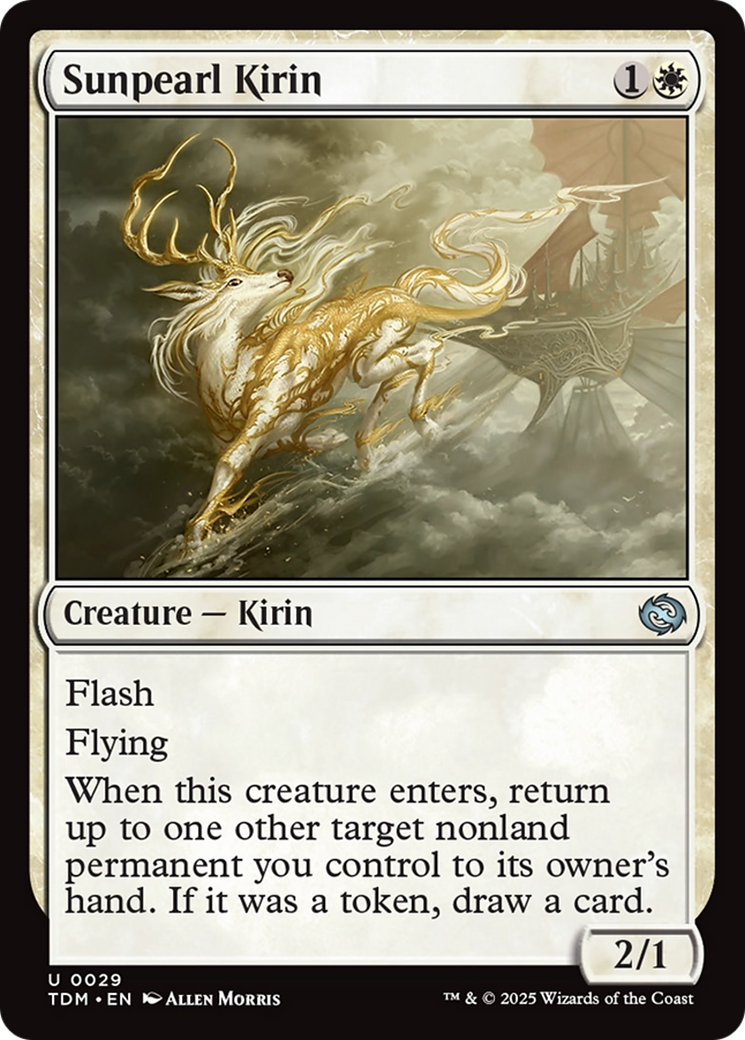 Sunpearl Kirin
1
Creature — Kirin
Flash
Flying
When this creature enters, return
up to one other target nonland
permanent you control to its owner's
hand. If it was a token, draw a card.
2/1
U 0029
TDM • EN Allen Morris
™ & © 2025 Wizards of the Coast